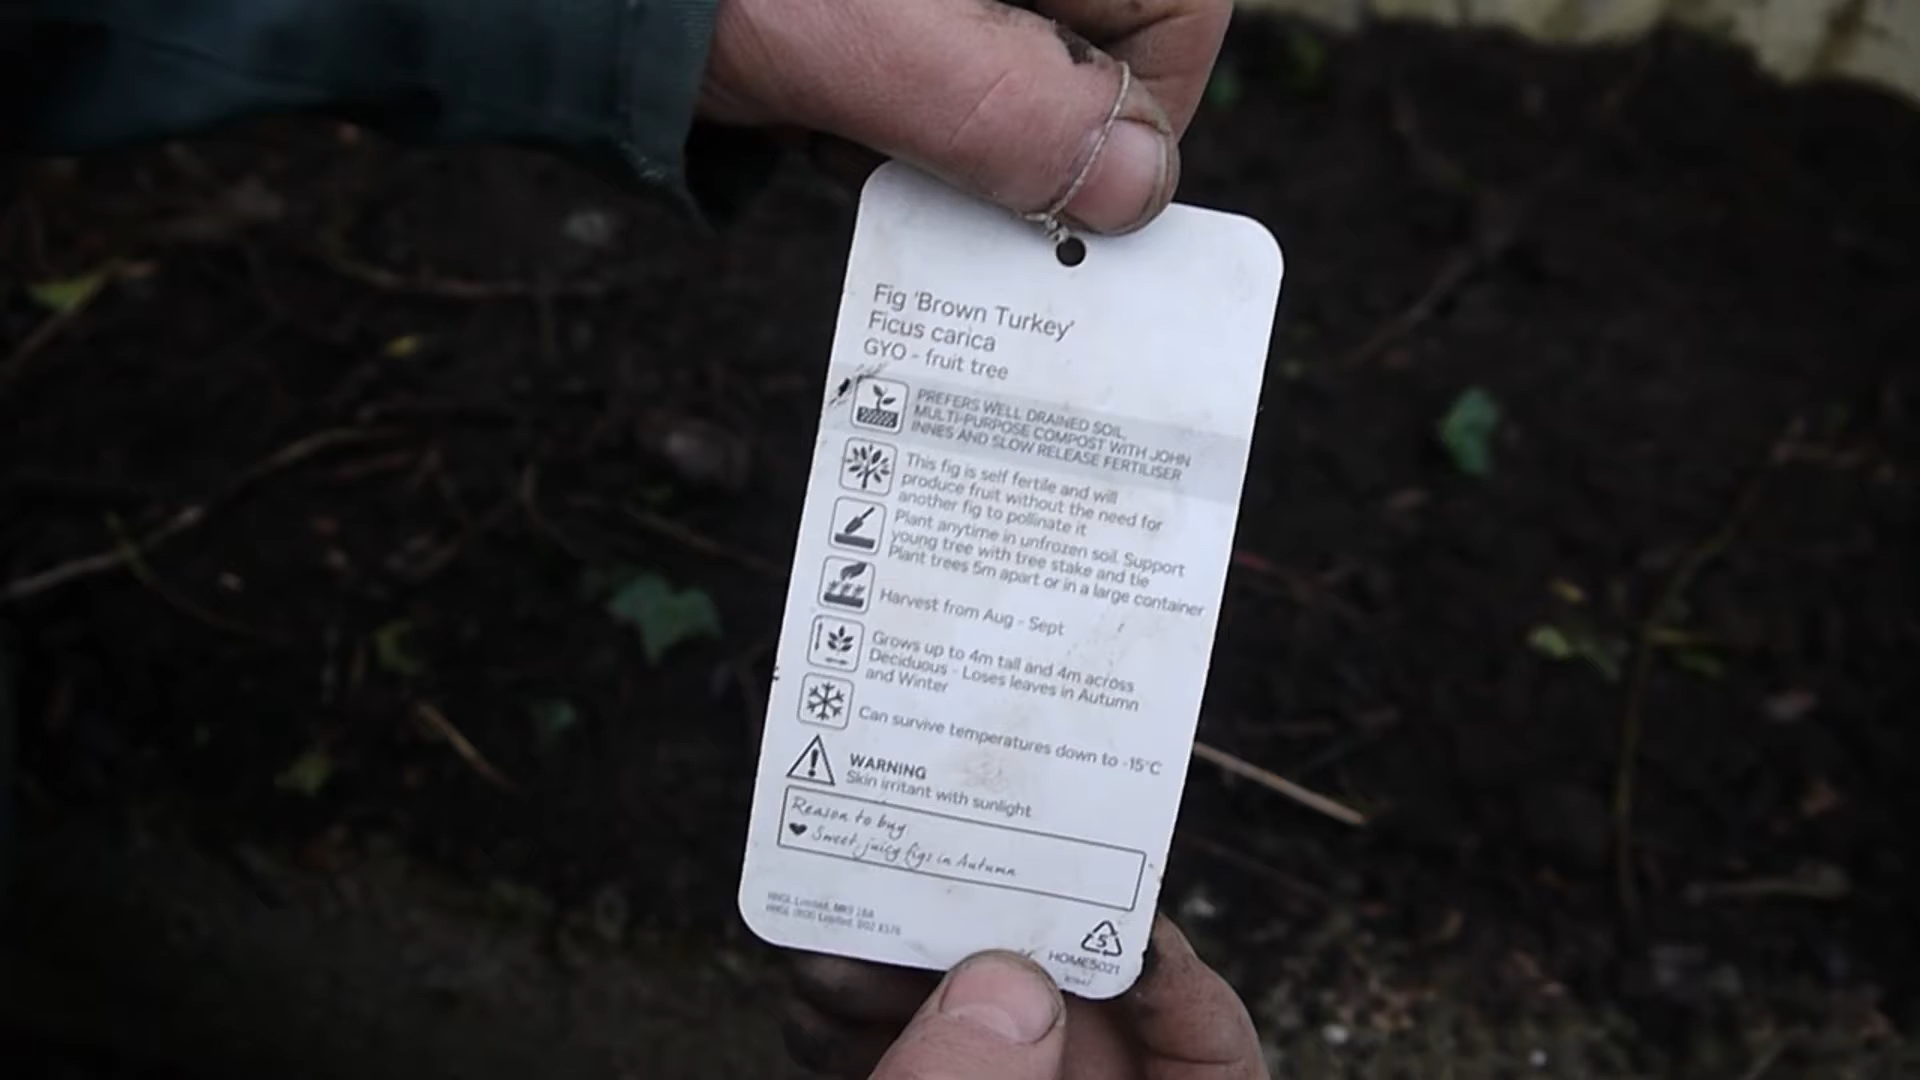 Fig 'Brown Turkey'
Ficus carica
GYO - fruit tree
PREFERS WELL DRAINED SOIL,
MULTI-PURPOSE COMPOST WITH JOHN
INNES AND SLOW RELEASE FERTILISER
This fig is self fertile and will
produce fruit without the need for
another fig to pollinate it
Plant anytime in unfrozen soil. Support
young tree with tree stake and tie
Plant trees 5m apart or in a large container
Harvest from Aug - Sept
Grows up to 4m tall and 4m across
Deciduous - Loses leaves in Autumn
and Winter
Can survive temperatures down to -15°C
WARNING
Skin irritant with sunlight
Reason to buy
♥ Sweet, juicy figs in Autumn
Limited,
Limited,
5
HOME5021